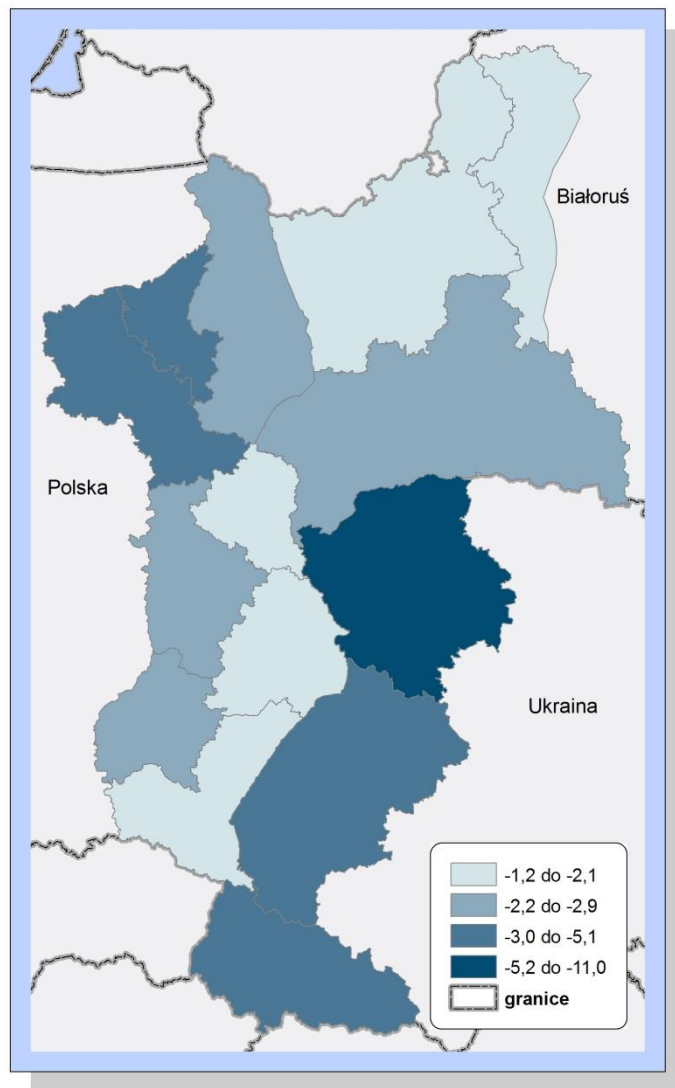 Białoruś
Polska
Ukraina
-1,2 do -2,1
-2,2 do -2,9
-3,0 do -5,1
-5,2 do -11,0
granice